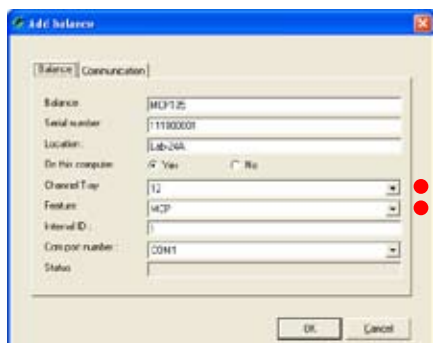 Add balance
Balance Communication
Balance MCP135
Serial number 111000001
Location: Lab-24A
On this computer Yes No
Channel Tray 12
Feature MCP
Internal ID : 1
Com port number : COM1
Status
OK Cancel